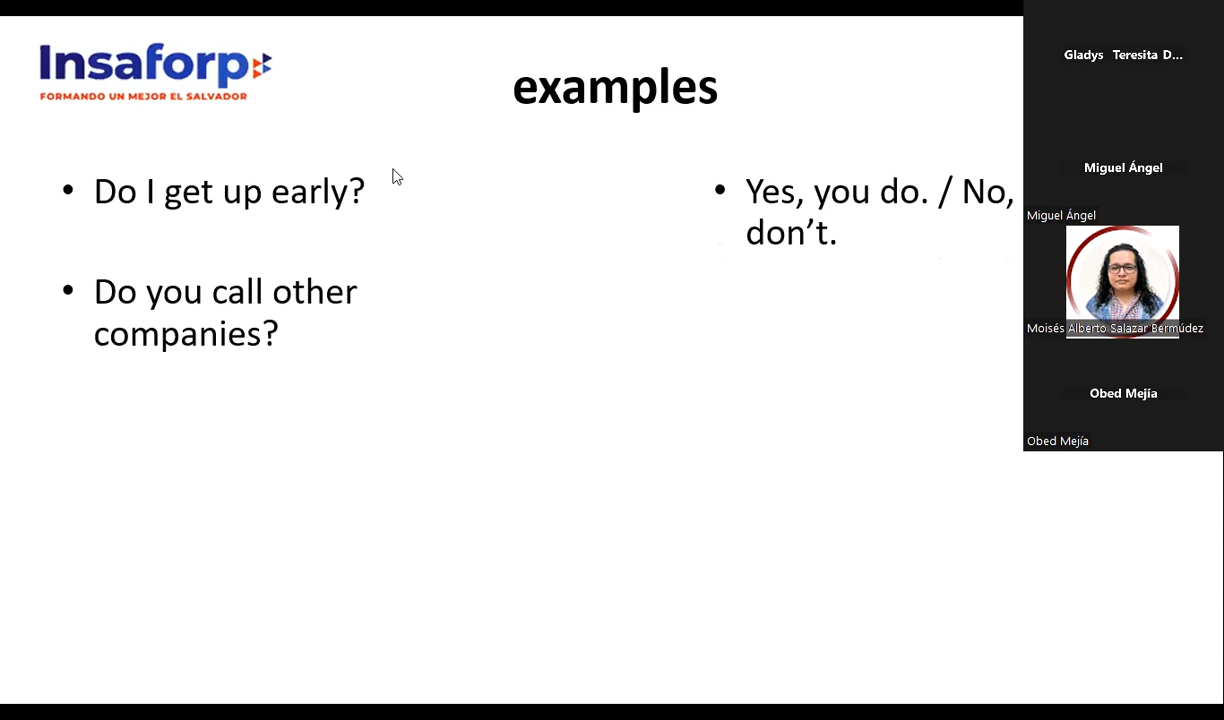 Insaforp
FORMANDO UN MEJOR EL SALVADOR
examples
• Do I get up early?
• Do you call other
companies?
• Yes, you do. / No,
don't.
Gladys Teresita D...
Miguel Ángel
Miguel Ángel
Moisés Alberto Salazar Bermúdez
Obed Mejía
Obed Mejía